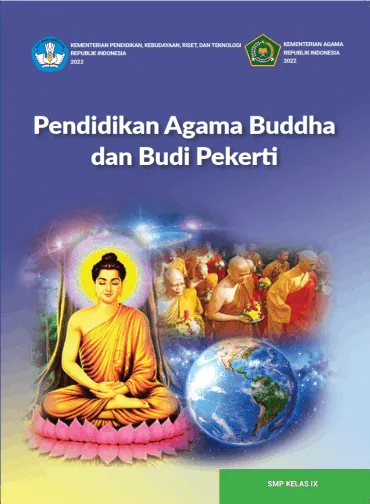 KEMENTERIAN PENDIDIKAN, KEBUDAYAAN, RISET, DAN TEKNOLOGI
REPUBLIK INDONESIA
2022
KEMENTERIAN AGAMA
REPUBLIK INDONESIA
2022
Pendidikan Agama Buddha
dan Budi Pekerti
SMP KELAS IX